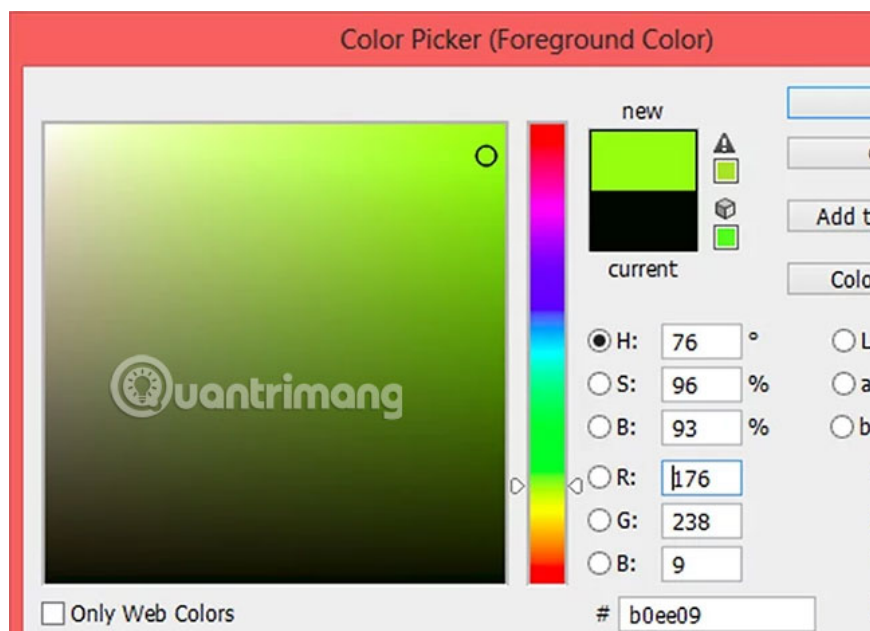 Color Picker (Foreground Color)
new
current
Add t
Colo
H: 76 °
S: 96 %
B: 93 %
R: 176
G: 238
B: 9
L
a
b
Quantrimang
Only Web Colors
# b0ee09